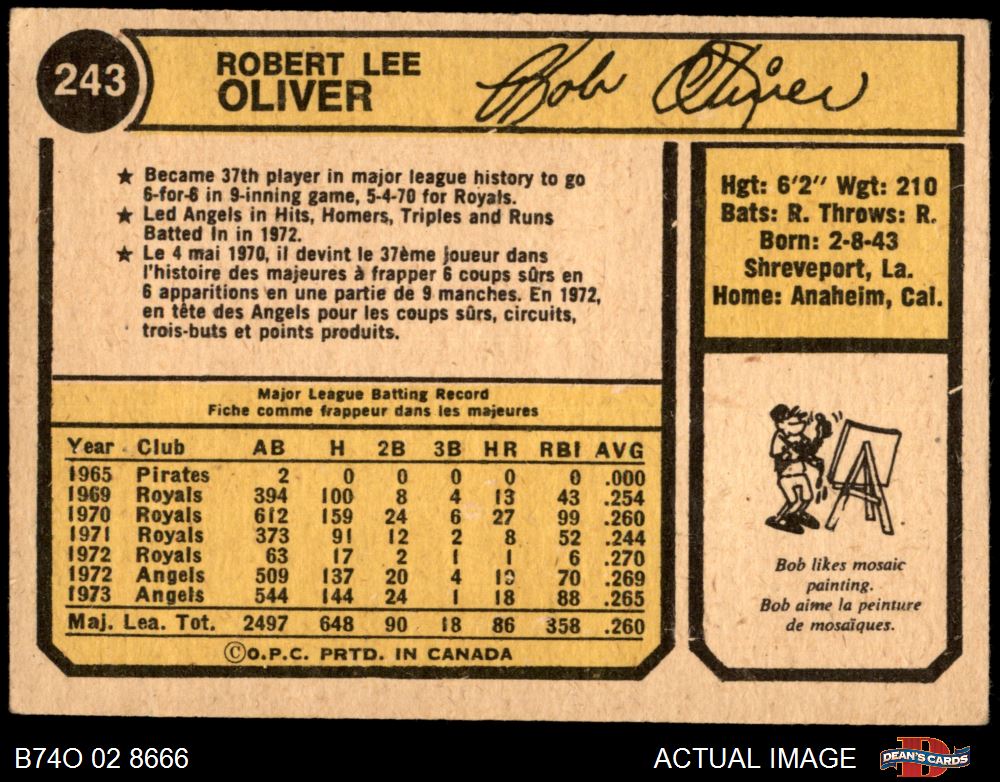 243
ROBERT LEE
OLIVER
Bob Oliver
★ Became 37th player in major league history to go
6-for-6 in 9-inning game, 5-4-70 for Royals.
★ Led Angels in Hits, Homers, Triples and Runs
Batted In in 1972.
★ Le 4 mai 1970, il devint le 37ème joueur dans
l'histoire des majeures à frapper 6 coups sûrs en
6 apparitions en une partie de 9 manches. En 1972,
en tête des Angels pour les coups sûrs, circuits,
trois-buts et points produits.
Hgt: 6'2" Wgt: 210
Bats: R. Throws: R.
Born: 2-8-43
Shreveport, La.
Home: Anaheim, Cal.
Major League Batting Record
Fiche comme frappeur dans les majeures
Year Club AB H 2B 3B HR RBI AVG
1965 Pirates 2 0 0 0 0 0 .000
1969 Royals 394 100 8 4 13 43 .254
1970 Royals 612 159 24 6 27 99 .260
1971 Royals 373 91 12 2 8 52 .244
1972 Royals 63 17 2 1 1 6 .270
1972 Angels 509 137 20 4 19 70 .269
1973 Angels 544 144 24 1 18 88 .265
Maj. Lea. Tot. 2497 648 90 18 86 358 .260
©O.P.C. PRTD. IN CANADA
Bob likes mosaic
painting.
Bob aime la peinture
de mosaïques.
B74O 02 8666
ACTUAL IMAGE
DEAN'S CARDS